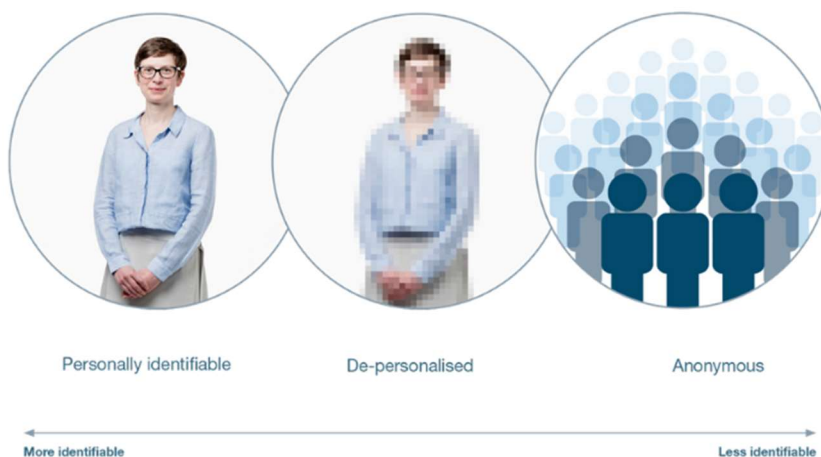 Personally identifiable
De-personalised
Anonymous
More identifiable
Less identifiable